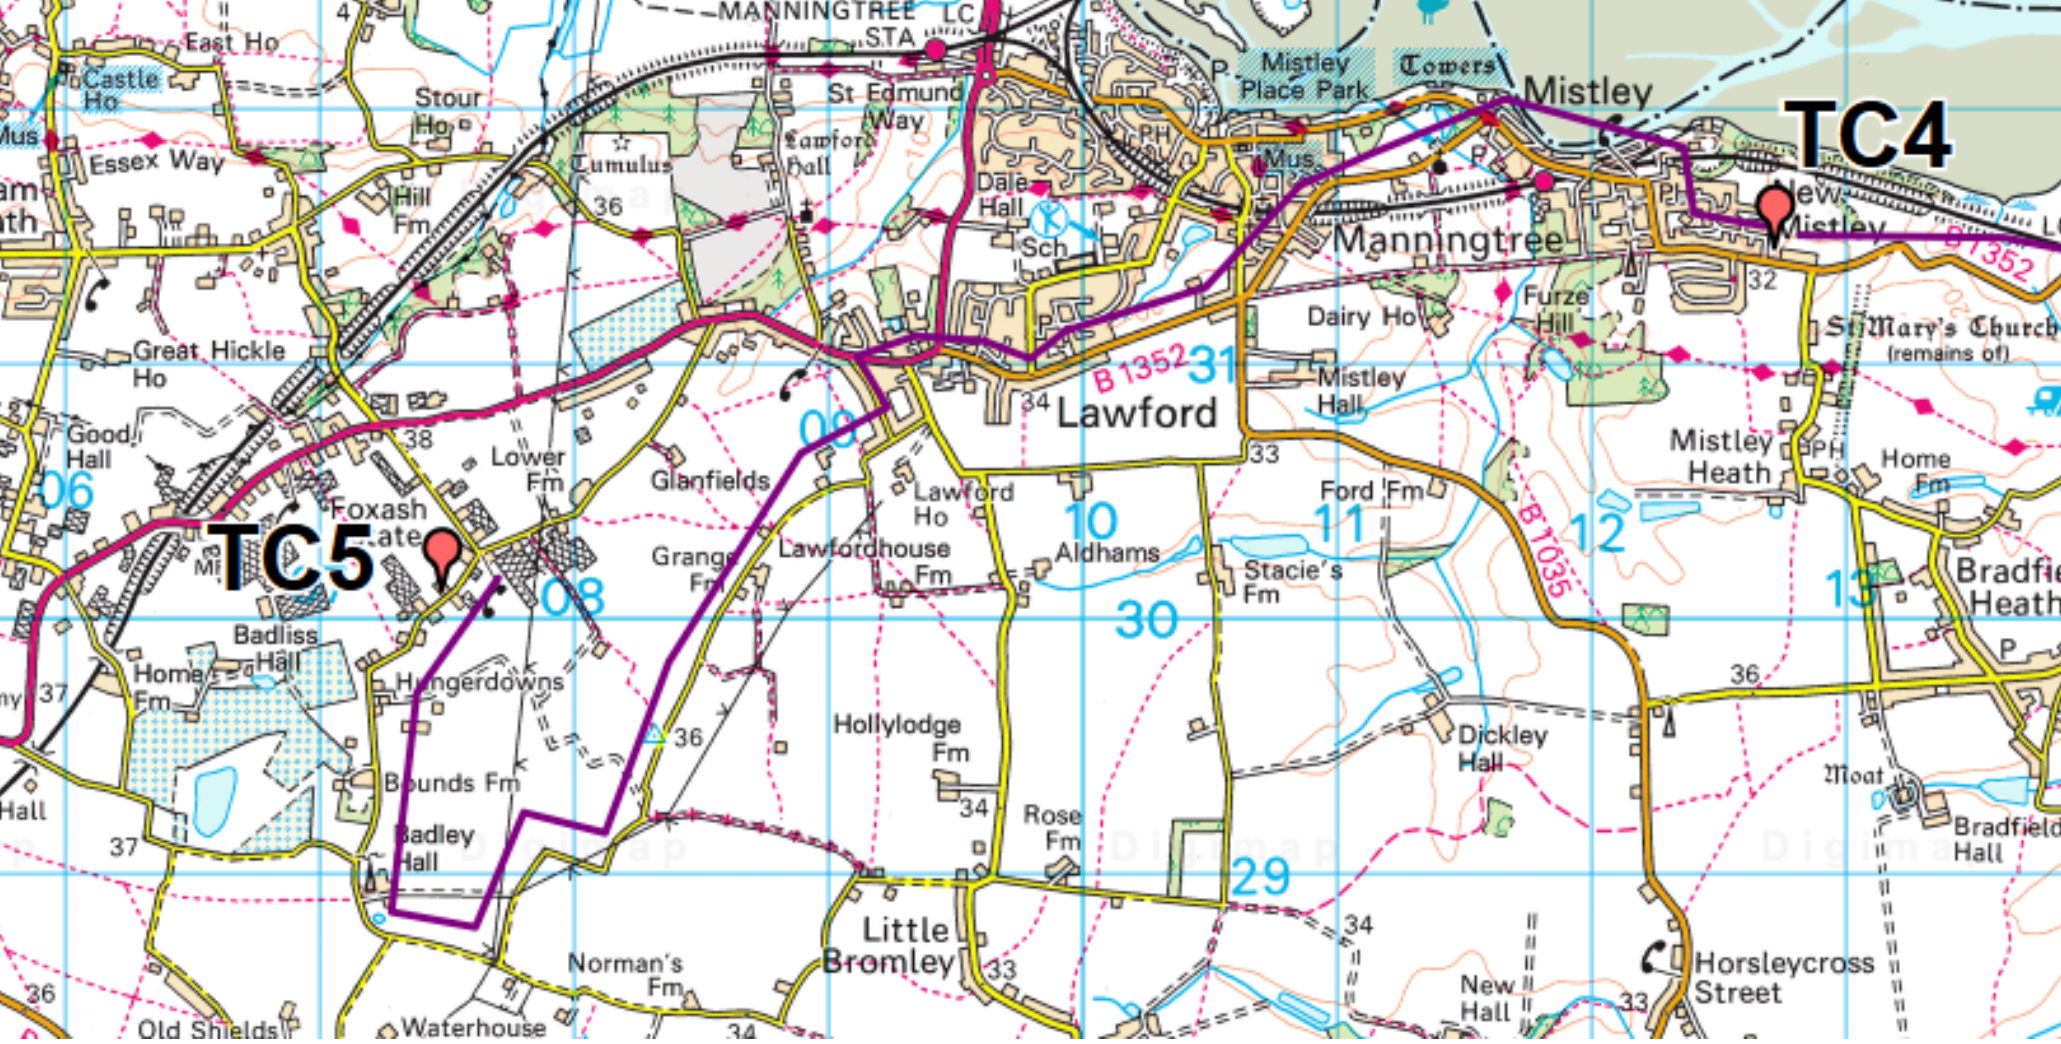 MANNINGTREE
STA
LC
4
East Ho
Castle
Ho
Mus
Stour
Ho
Essex Way
Hill
Fm
Tumulus
36
St Edmund
Way
Lawford
Hall
Dale
Hall
Sch
PH
P
Mistley
Place Park
Towers
Mistley
TC4
Mus
P
PH
New
Mistley
Manningtree
B 1352
32
Furze
Hill
Dairy Ho
St Mary's Church
(remains of)
Great Hickle
Ho
P
B 1352
31
Mistley
Hall
34
Lawford
09
38
Good
Hall
06
Lower
Fm
Glanfields
Lawford
Ho
33
Ford Fm
Mistley
Heath
PH
Home
Fm
Foxash
TC5
10
11
12
B 1035
Grange
Fm
Lawfordhouse
Fm
Aldhams
Stacie's
Fm
08
30
13
Heath
Badliss
Hall
Home
Fm
37
Hungerdowns
36
P
36
Hollylodge
Fm
Dickley
Hall
Bounds Fm
Moat
Hall
34
Rose
Fm
37
Badley
Hall
Digimap
Digimap
Digimap
Bradfield
Hall
29
34
Little
Bromley
33
Norman's
Fm
Horsleycross
Street
New
Hall
33
36
Old Shields
Waterhouse
34